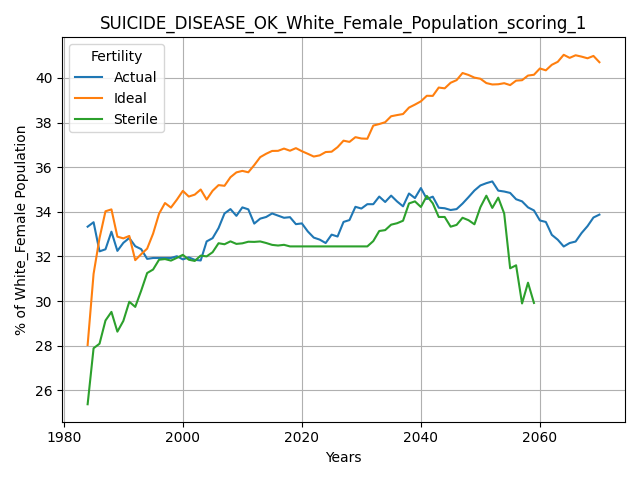 SUICIDE_DISEASE_OK_White_Female_Population_scoring_1
Fertility
Actual
Ideal
Sterile
% of White_Female Population
40
38
36
34
32
30
28
26
1980
2000
2020
2040
2060
Years